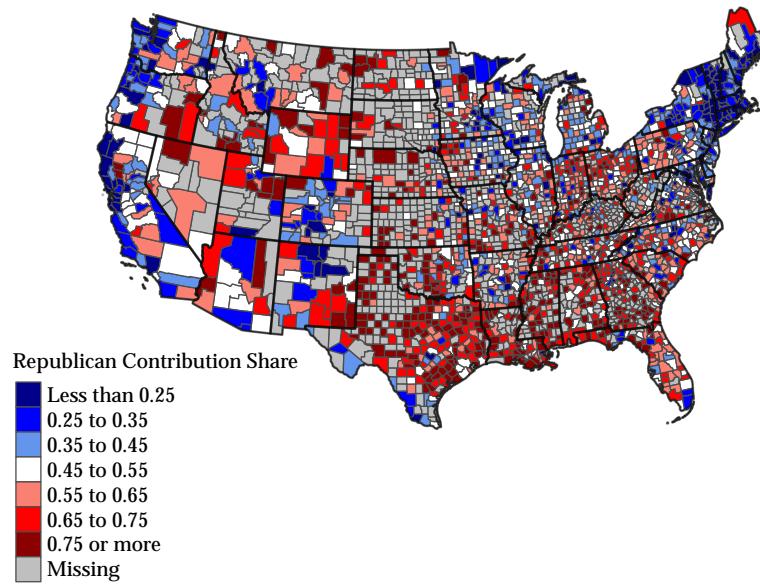 Republican Contribution Share
Less than 0.25
0.25 to 0.35
0.35 to 0.45
0.45 to 0.55
0.55 to 0.65
0.65 to 0.75
0.75 or more
Missing